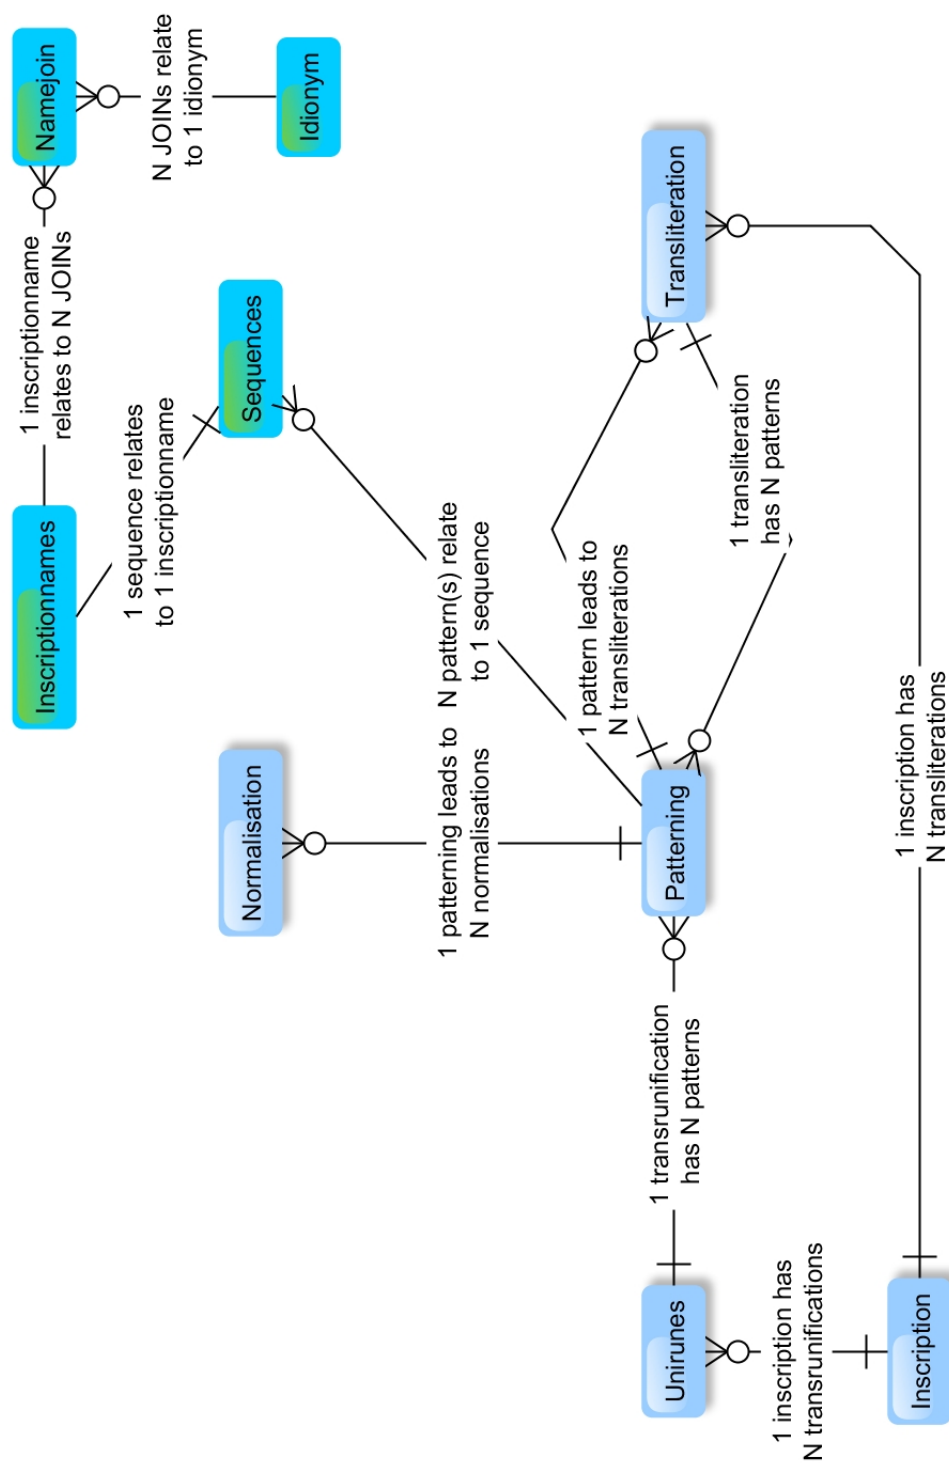 Inscriptionnames
1 inscriptionname
relates to N JOINs
Namejoin
N JOINs relate
to 1 idionym
Idionym
1 sequence relates
to 1 inscriptionname
Sequences
Normalisation
1 patterning leads to
N normalisations
N pattern(s) relate
to 1 sequence
1 pattern leads to
N transliterations
1 transliteration
has N patterns
Unirunes
1 transrunification
has N patterns
Patterning
Transliteration
1 inscription has
N transrunifications
Inscription
1 inscription has
N transliterations